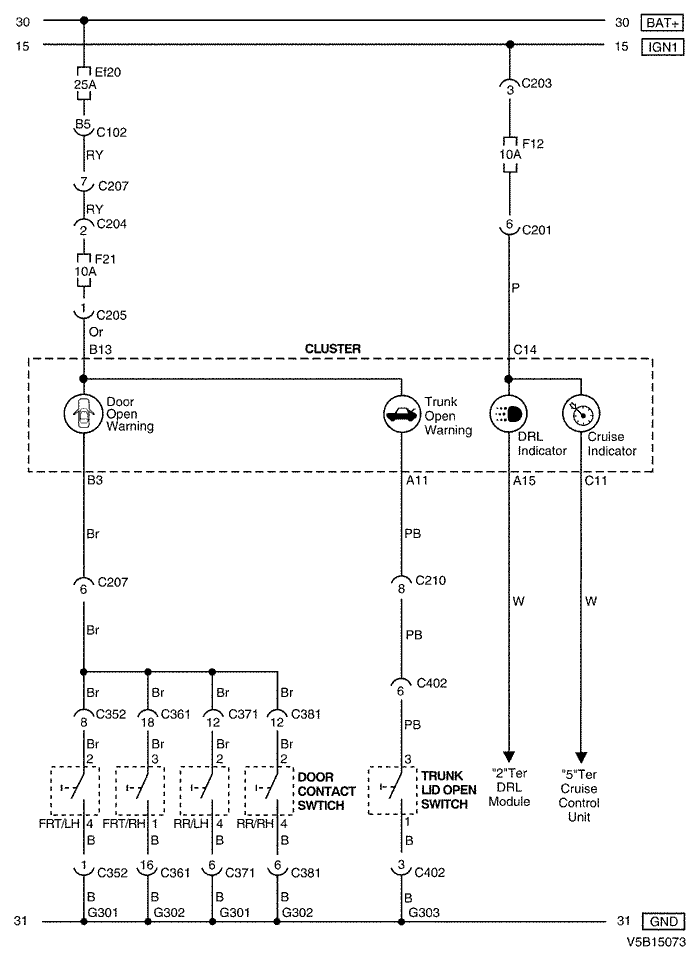 30
30 BAT+
15
15 IGN1
Ef20
25A
C203
3
B5
C102
F12
10A
RY
7
C207
RY
C204
2
6
C201
F21
10A
1
C205
P
Or
B13
CLUSTER
C14
Door
Open
Warning
Trunk
Open
Warning
DRL
Indicator
Cruise
Indicator
B3
A11
A15
C11
Br
PB
C207
6
C210
8
W
W
Br
PB
C402
6
Br
Br
Br
Br
C352
8
C361
18
C371
12
C381
12
PB
Br
Br
Br
Br
2
3
2
2
3
DOOR
CONTACT
SWTICH
TRUNK
LID OPEN
SWITCH
"2"Ter
DRL
Module
"5"Ter
Cruise
Control
Unit
FRT/LH 4
FRT/RH 1
RR/LH 4
RR/RH 4
1
B
B
B
B
B
1
C352
16
C361
6
C371
6
C381
3
C402
B
B
B
B
B
G301
G302
G301
G302
G303
31
31 GND
V5B15073